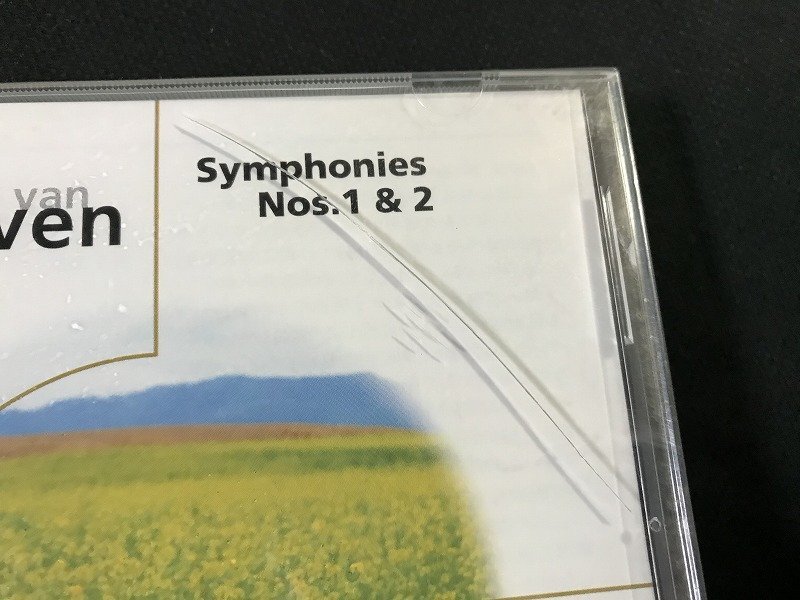 van
ven
Symphonies
Nos.1 & 2